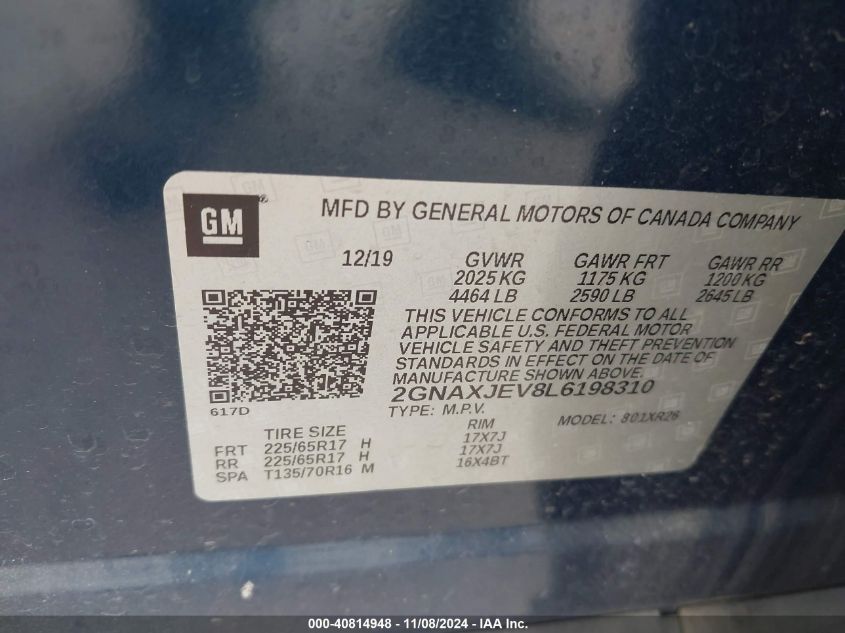 GM®
MFD BY GENERAL MOTORS OF CANADA COMPANY
12/19 GVWR GAWR FRT GAWR RR
2025 KG 1175 KG 1200 KG
4464 LB 2590 LB 2645 LB
THIS VEHICLE CONFORMS TO ALL
APPLICABLE U.S. FEDERAL MOTOR
VEHICLE SAFETY AND THEFT PREVENTION
STANDARDS IN EFFECT ON THE DATE OF
MANUFACTURE SHOWN ABOVE.
2GNAXJEV8L6198310
617D TYPE: M.P.V. MODEL: 801XR26
TIRE SIZE RIM
FRT 225/65R17 H 17X7J
RR 225/65R17 H 17X7J
SPA T135/70R16 M 16X4BT
000-40814948 - 11/08/2024 - IAA Inc.